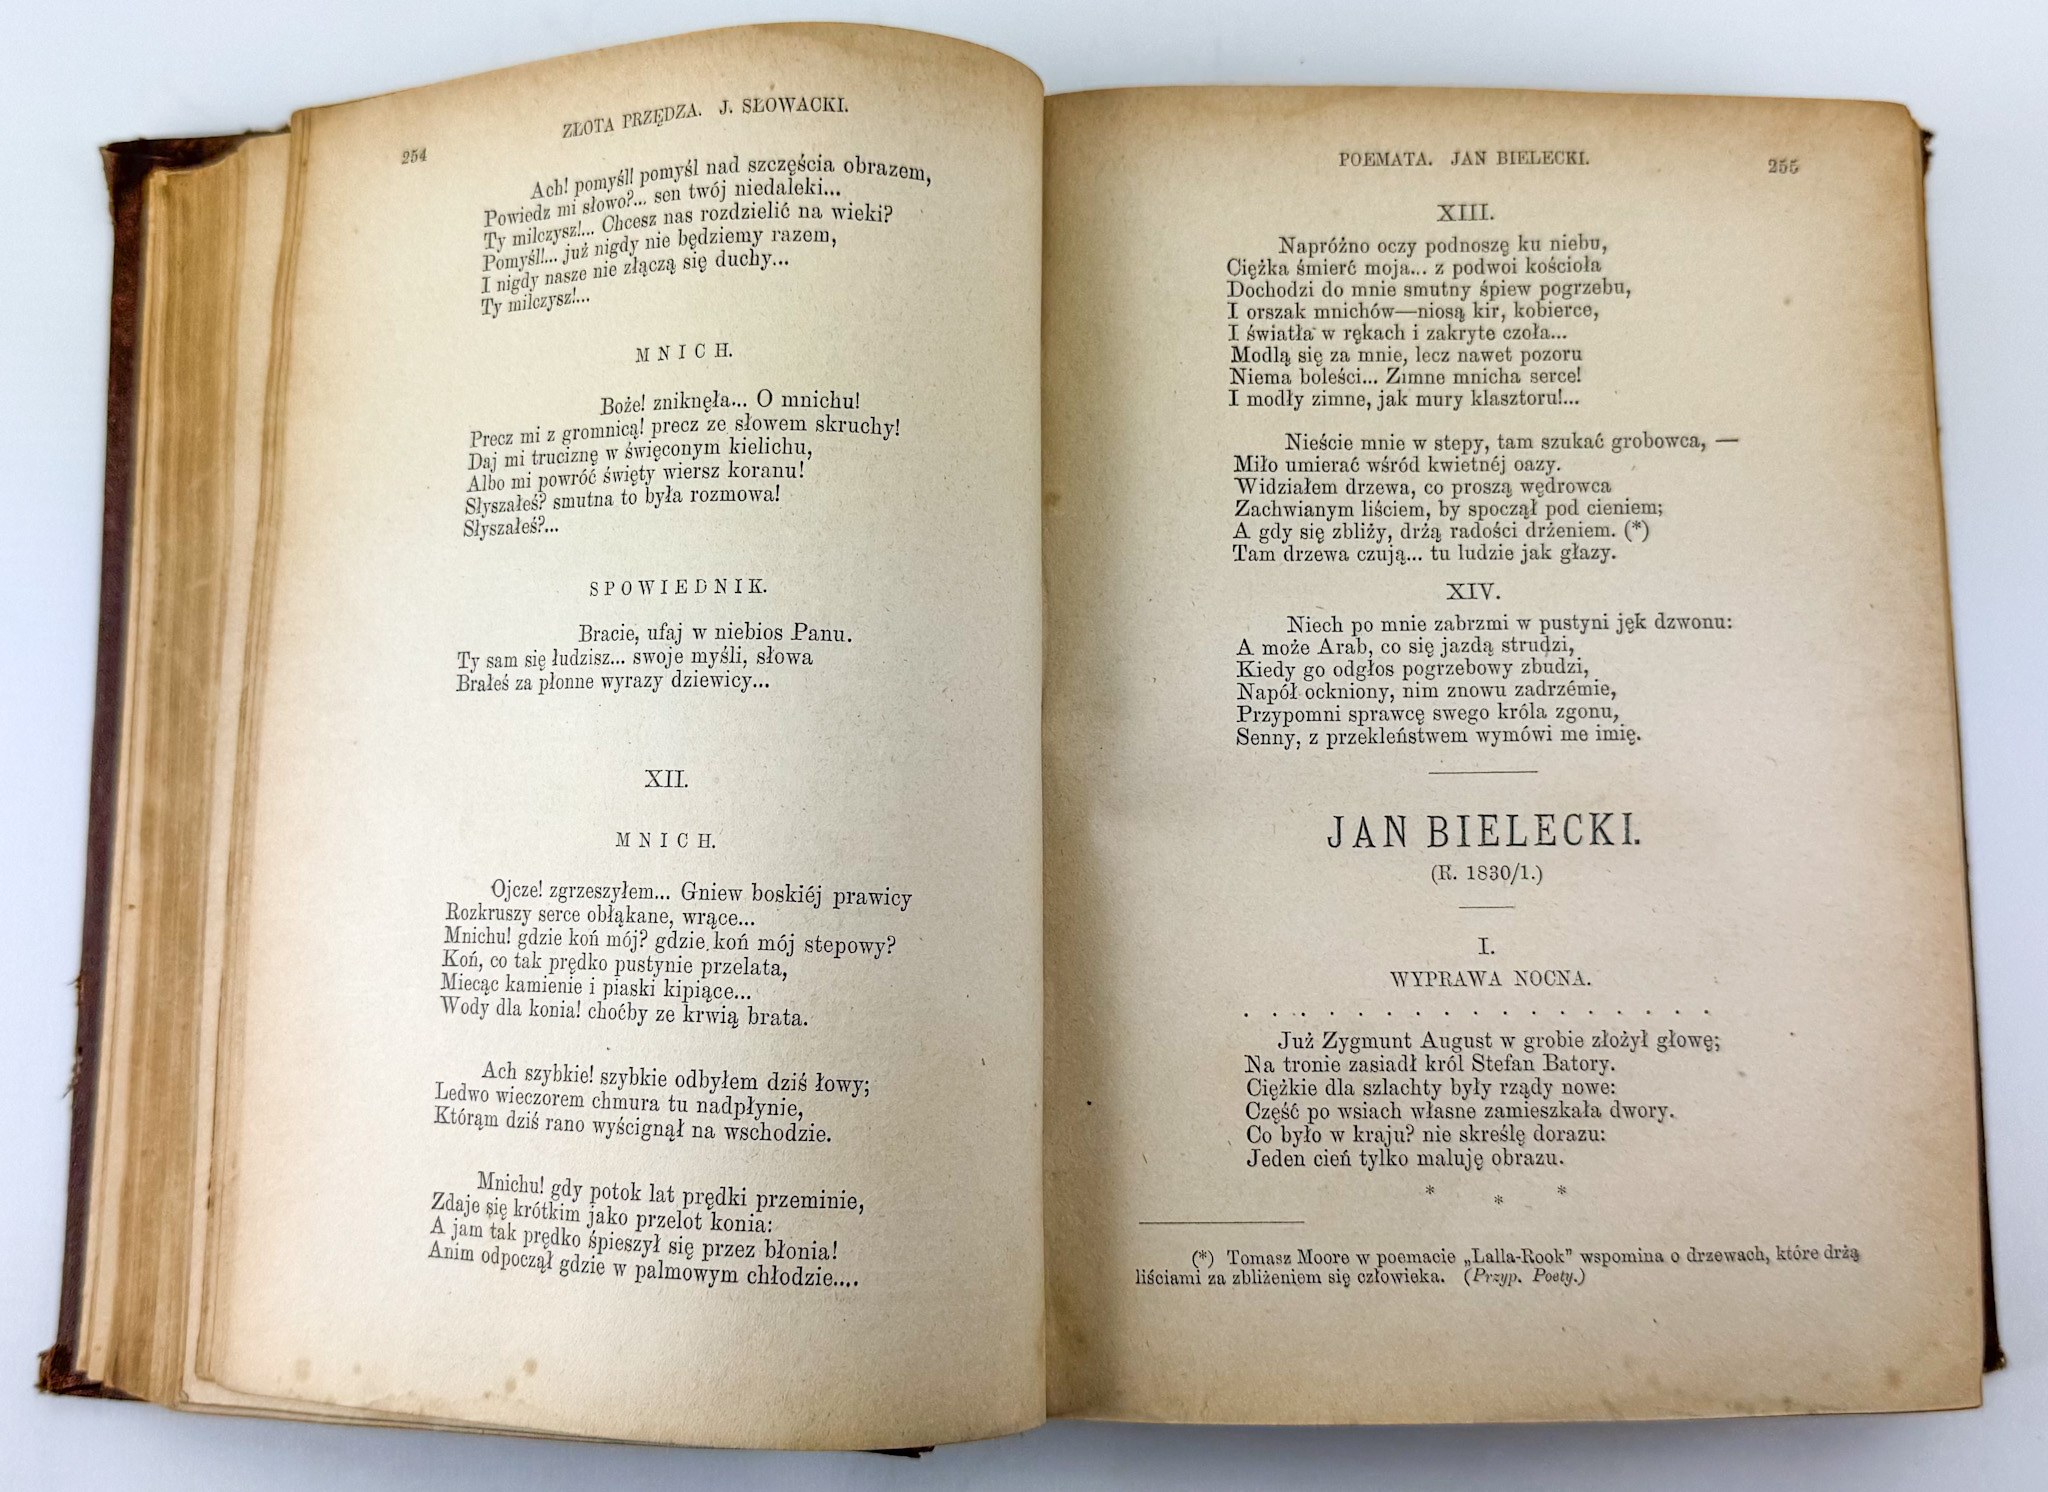 254
ZŁOTA PRZĘDZA. J. SŁOWACKI.
Ach! pomyśl! pomyśl nad szczęścia obrazem,
Powiedz mi słowo?... sen twój niedaleki...
Ty milczysz!... Chcesz nas rozdzielić na wieki?
Pomyśl!... już nigdy nie będziemy razem,
I nigdy nasze nie złączą się duchy...
Ty milczysz!...
MNICH.
Boże! zniknęła... O mnichu!
Precz mi z gromnicą! precz ze słowem skruchy!
Daj mi truciznę w święconym kielichu,
Albo mi powróć święty wiersz koranu!
Słyszałeś? smutna to była rozmowa!
Słyszałeś?...
SPOWIEDNIK.
Bracie, ufaj w niebios Panu.
Ty sam się łudzisz... swoje myśli, słowa
Brałeś za płonne wyrazy dziewicy...
XII.
MNICH.
Ojcze! zgrzeszyłem... Gniew boskiéj prawicy
Rozkruszy serce obłąkane, wrące...
Mnichu! gdzie koń mój? gdzie koń mój stepowy?
Koń, co tak prędko pustynie przelata,
Miecąc kamienie i piaski kipiące...
Wody dla konia! choćby ze krwią brata.
Ach szybkie! szybkie odbyłem dziś łowy;
Ledwo wieczorem chmura tu nadpłynie,
Którąm dziś rano wyścignął na wschodzie.
Mnichu! gdy potok lat prędki przeminie,
Zdaje się krótkim jako przelot konia:
A jam tak prędko śpieszył się przez błonia!
Anim odpoczął gdzie w palmowym chłodzie....
POEMATA. JAN BIELECKI.
255
XIII.
Napróżno oczy podnoszę ku niebu,
Ciężka śmierć moja... z podwoi kościoła
Dochodzi do mnie smutny śpiew pogrzebu,
I orszak mnichów—niosą kir, kobierce,
I światła w rękach i zakryte czoła...
Modlą się za mnie, lecz nawet pozoru
Niema boleści... Zimne mnicha serce!
I modły zimne, jak mury klasztoru!...
Nieście mnie w stepy, tam szukać grobowca, —
Miło umierać wśród kwietnéj oazy.
Widziałem drzewa, co proszą wędrowca
Zachwianym liściem, by spoczął pod cieniem;
A gdy się zbliży, drżą radości drżeniem. (*)
Tam drzewa czują... tu ludzie jak głazy.
XIV.
Niech po mnie zabrzmi w pustyni jęk dzwonu:
A może Arab, co się jazdą strudzi,
Kiedy go odgłos pogrzebowy zbudzi,
Napół ockniony, nim znowu zadrzémie,
Przypomni sprawcę swego króla zgonu,
Senny, z przekleństwem wymówi me imię.
JAN BIELECKI.
(R. 1830/1.)
I.
WYPRAWA NOCNA.
. . . . . . . . . . . . . . . . .
Już Zygmunt August w grobie złożył głowę;
Na tronie zasiadł król Stefan Batory.
Ciężkie dla szlachty były rządy nowe:
Część po wsiach własne zamieszkała dwory.
Co było w kraju? nie skreślę dorazu:
Jeden cień tylko maluję obrazu.
* * *
(*) Tomasz Moore w poemacie „Lalla-Rook” wspomina o drzewach, które drżą
liściami za zbliżeniem się człowieka. (Przyp. Poety.)